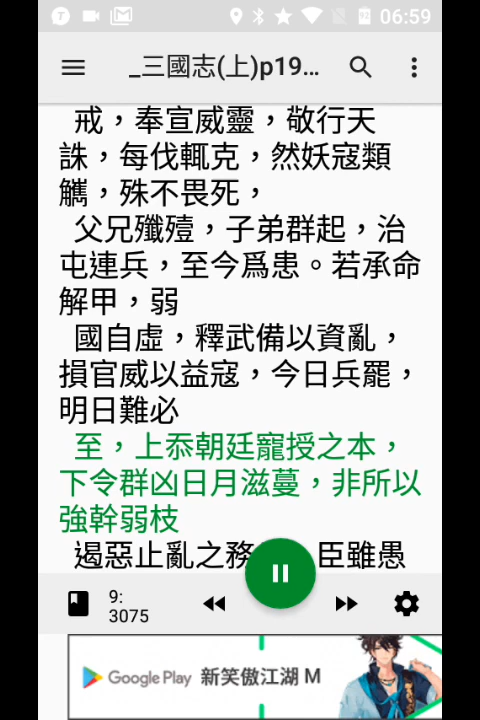 06:59
_三國志(上)p19...
戒，奉宣威靈，敬行天
誅，每伐輒克，然妖寇類
觿，殊不畏死，
父兄殲殪，子弟群起，治
屯連兵，至今爲患。若承命
解甲，弱
國自虛，釋武備以資亂，
損官威以益寇，今日兵罷，
明日難必
至，上忝朝廷寵授之本，
下令群凶日月滋蔓，非所以
強幹弱枝
遏惡止亂之務
臣雖愚
9:
3075
Google Play 新笑傲江湖 M